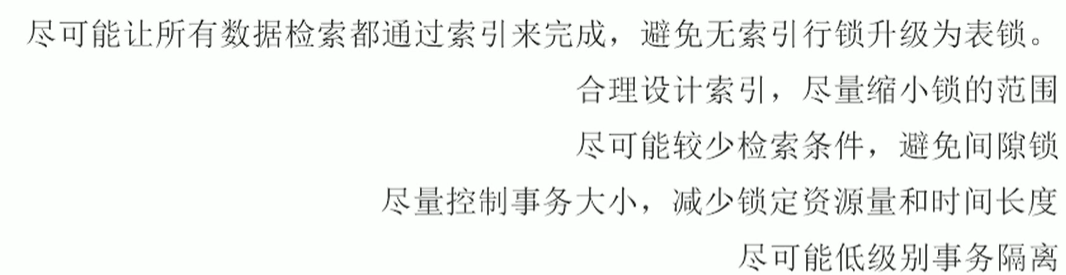 尽可能让所有数据检索都通过索引来完成，避免无索引行锁升级为表锁。
合理设计索引，尽量缩小锁的范围
尽可能较少检索条件，避免间隙锁
尽量控制事务大小，减少锁定资源量和时间长度
尽可能低级别事务隔离